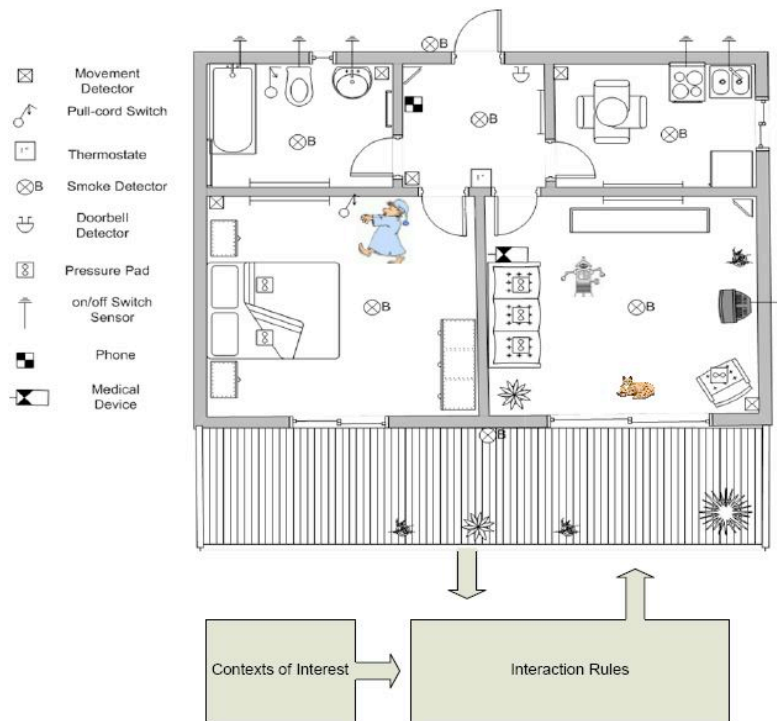 Movement
Detector
Pull-cord Switch
Thermostate
B Smoke Detector
Doorbell
Detector
Pressure Pad
on/off Switch
Sensor
Phone
Medical
Device
B
B
B
B
B
B
B
Contexts of Interest
Interaction Rules